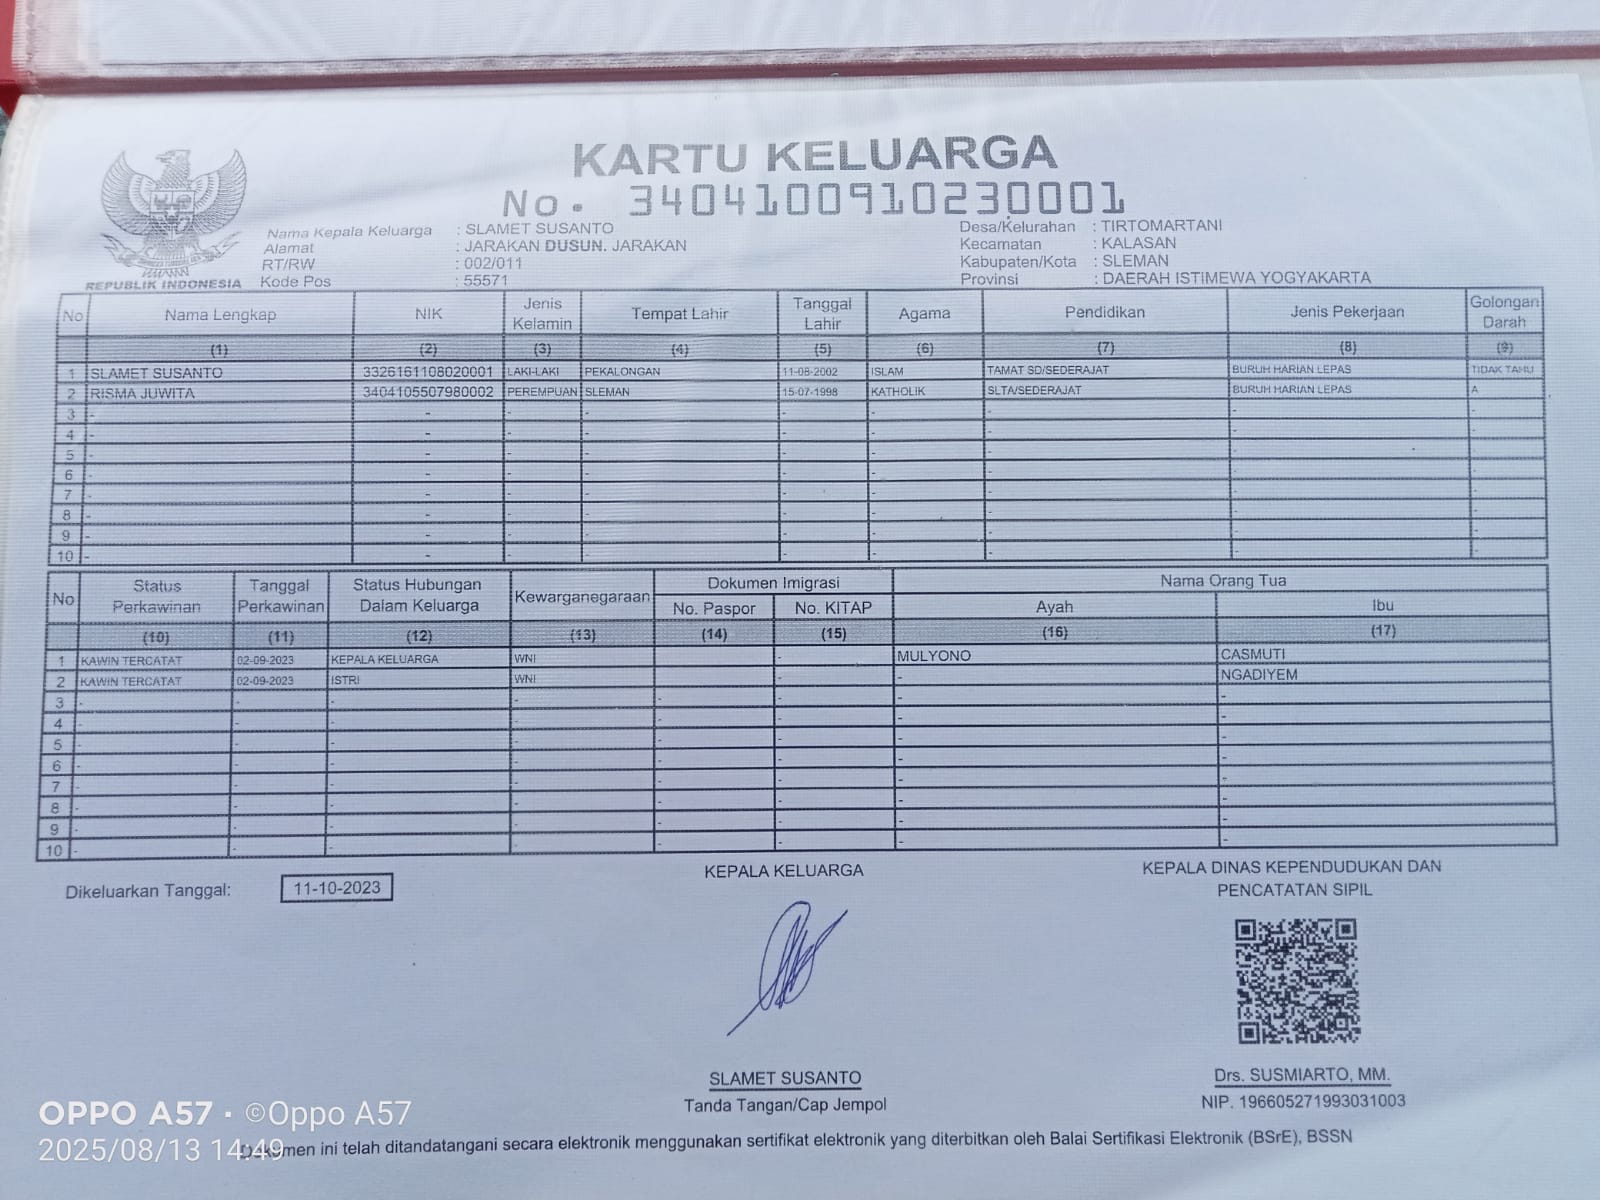 KARTU KELUARGA
No. 3404100910230001
REPUBLIK INDONESIA
Nama Kepala Keluarga : SLAMET SUSANTO
Alamat : JARAKAN DUSUN. JARAKAN
RT/RW : 002/011
Kode Pos : 55571
Desa/Kelurahan : TIRTOMARTANI
Kecamatan : KALASAN
Kabupaten/Kota : SLEMAN
Provinsi : DAERAH ISTIMEWA YOGYAKARTA
No Nama Lengkap NIK Jenis Kelamin Tempat Lahir Tanggal Lahir Agama Pendidikan Jenis Pekerjaan Golongan Darah
(1) (2) (3) (4) (5) (6) (7) (8) (9)
1 SLAMET SUSANTO 3326161108020001 LAKI-LAKI PEKALONGAN 11-08-2002 ISLAM TAMAT SD/SEDERAJAT BURUH HARIAN LEPAS TIDAK TAHU
2 RISMA JUWITA 3404105507980002 PEREMPUAN SLEMAN 15-07-1998 KATHOLIK SLTA/SEDERAJAT BURUH HARIAN LEPAS A
3 - - - - - - - - -
4 - - - - - - - - -
5 - - - - - - - - -
6 - - - - - - - - -
7 - - - - - - - - -
8 - - - - - - - - -
9 - - - - - - - - -
10 - - - - - - - - -
No Status Perkawinan Tanggal Perkawinan Status Hubungan Dalam Keluarga Kewarganegaraan Dokumen Imigrasi Nama Orang Tua
No. Paspor No. KITAP Ayah Ibu
(10) (11) (12) (13) (14) (15) (16) (17)
1 KAWIN TERCATAT 02-09-2023 KEPALA KELUARGA WNI - MULYONO CASMUTI
2 KAWIN TERCATAT 02-09-2023 ISTRI WNI - - NGADIYEM
3 - - - - - - - -
4 - - - - - - - -
5 - - - - - - - -
6 - - - - - - - -
7 - - - - - - - -
8 - - - - - - - -
9 - - - - - - - -
10 - - - - - - - -
Dikeluarkan Tanggal: 11-10-2023
KEPALA KELUARGA
SLAMET SUSANTO
Tanda Tangan/Cap Jempol
KEPALA DINAS KEPENDUDUKAN DAN
PENCATATAN SIPIL
Drs. SUSMIARTO, MM.
NIP. 196605271993031003
OPPO A57 · ©Oppo A57
2025/08/13 14:49
Dokumen ini telah ditandatangani secara elektronik menggunakan sertifikat elektronik yang diterbitkan oleh Balai Sertifikasi Elektronik (BSrE), BSSN